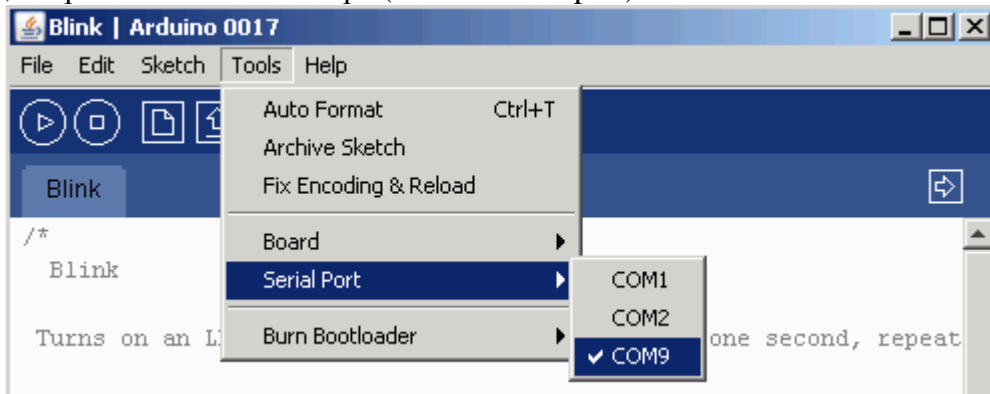 Blink | Arduino 0017
File Edit Sketch Tools Help
Auto Format Ctrl+T
Archive Sketch
Fix Encoding & Reload
Blink
Board
Serial Port
Burn Bootloader
COM1
COM2
COM9
/*
Blink
Turns on an one second, repeat